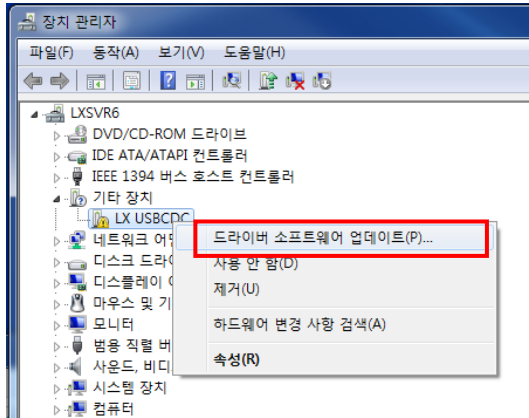 장치 관리자
파일(F) 동작(A) 보기(V) 도움말(H)
LXSVR6
DVD/CD-ROM 드라이브
IDE ATA/ATAPI 컨트롤러
IEEE 1394 버스 호스트 컨트롤러
기타 장치
LX USBCDC
드라이버 소프트웨어 업데이트(P)...
네트워크
사용 안 함(D)
디스크
디스플레이
제거(U)
마우스 및
모니터
하드웨어 변경 사항 검색(A)
범용 직렬
사운드, 비디
속성(R)
시스템 장치
컴퓨터